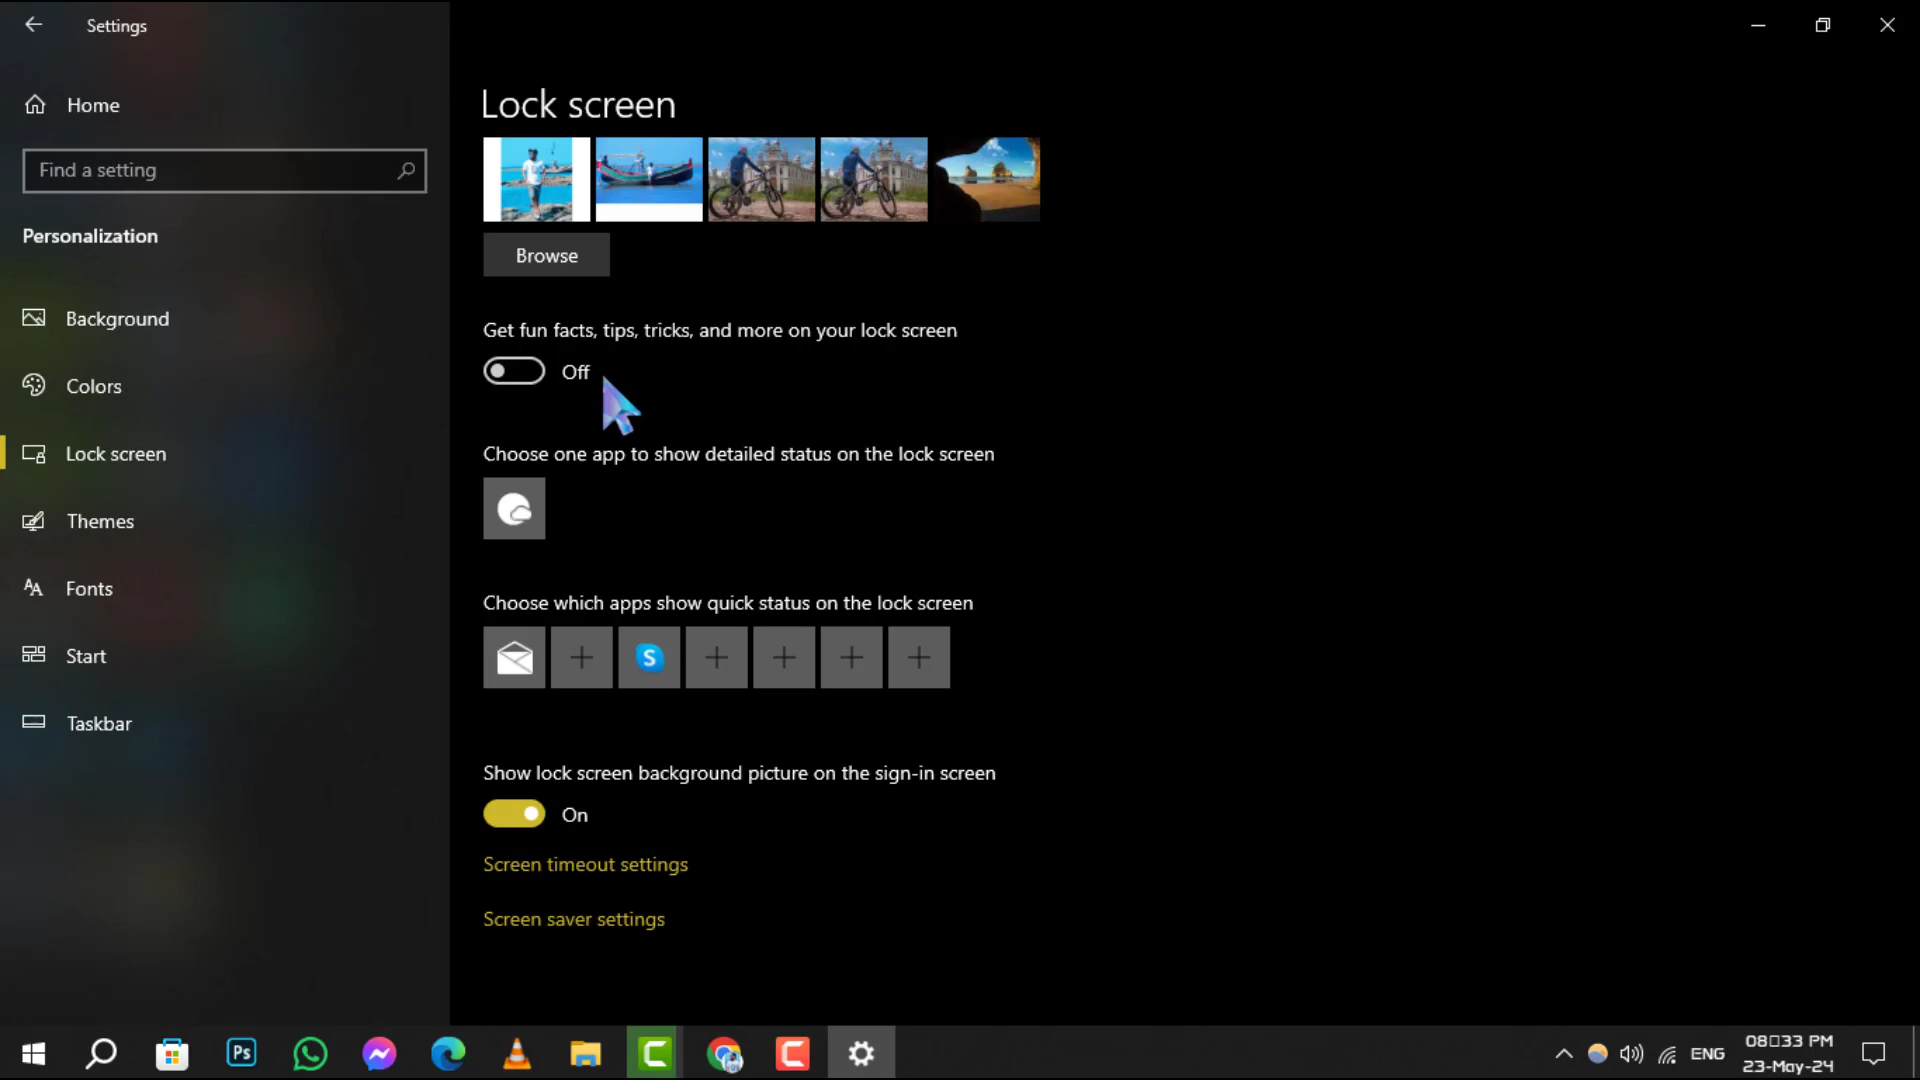 Settings
Home
Find a setting
Personalization
Background
Colors
Lock screen
Themes
Fonts
Start
Taskbar
Lock screen
Browse
Get fun facts, tips, tricks, and more on your lock screen
Off
Choose one app to show detailed status on the lock screen
Choose which apps show quick status on the lock screen
S
Show lock screen background picture on the sign-in screen
On
Screen timeout settings
Screen saver settings
Ps
ENG
08□33 PM
23-May-24